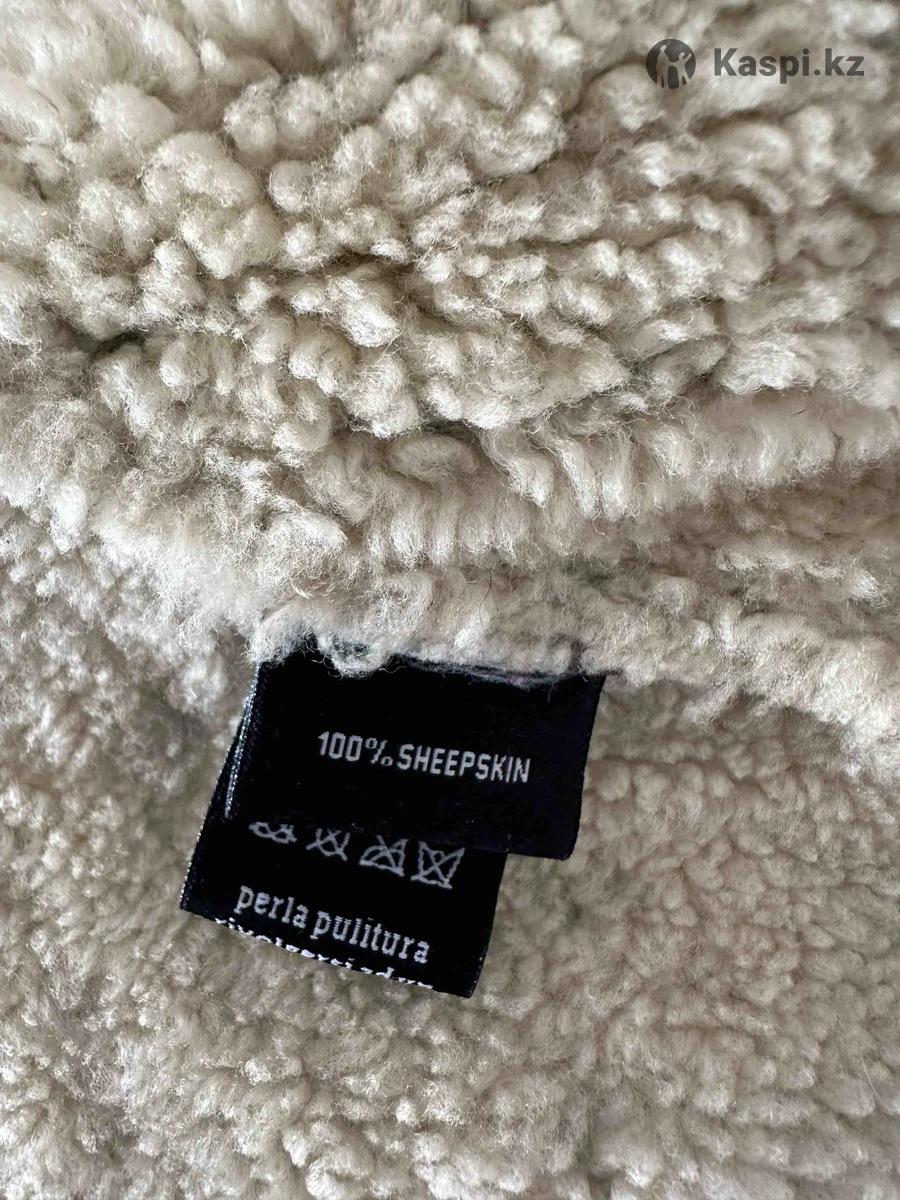 Kaspi.kz
100% SHEEPSKIN
perla pulitura